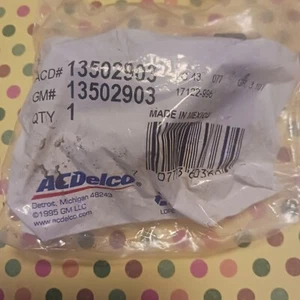 ACD# 13502903
GM# 13502903
QTY 1
MADE IN MEXICO
ACDelco
Detroit, Michigan 48243
©1995 GM LLC
www.acdelco.com